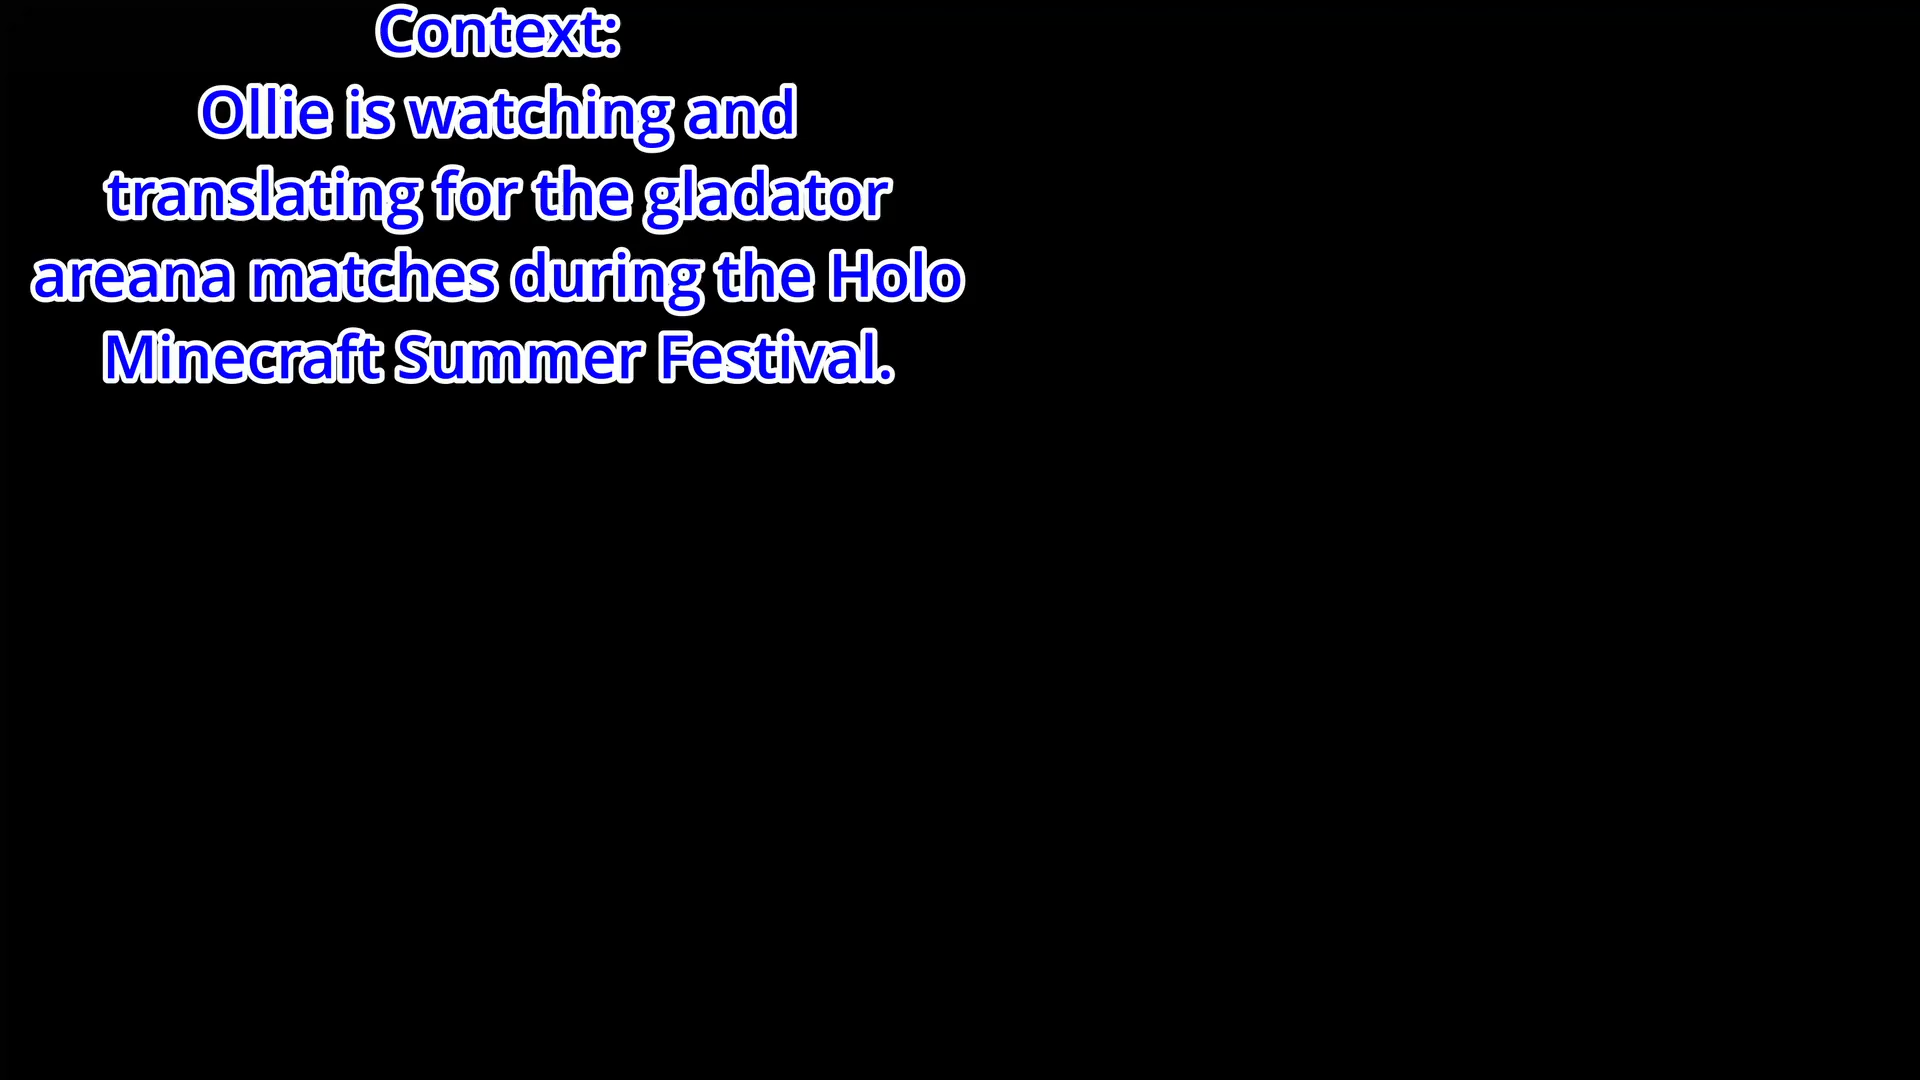 Context:
Ollie is watching and
translating for the gladator
areana matches during the Holo
Minecraft Summer Festival.